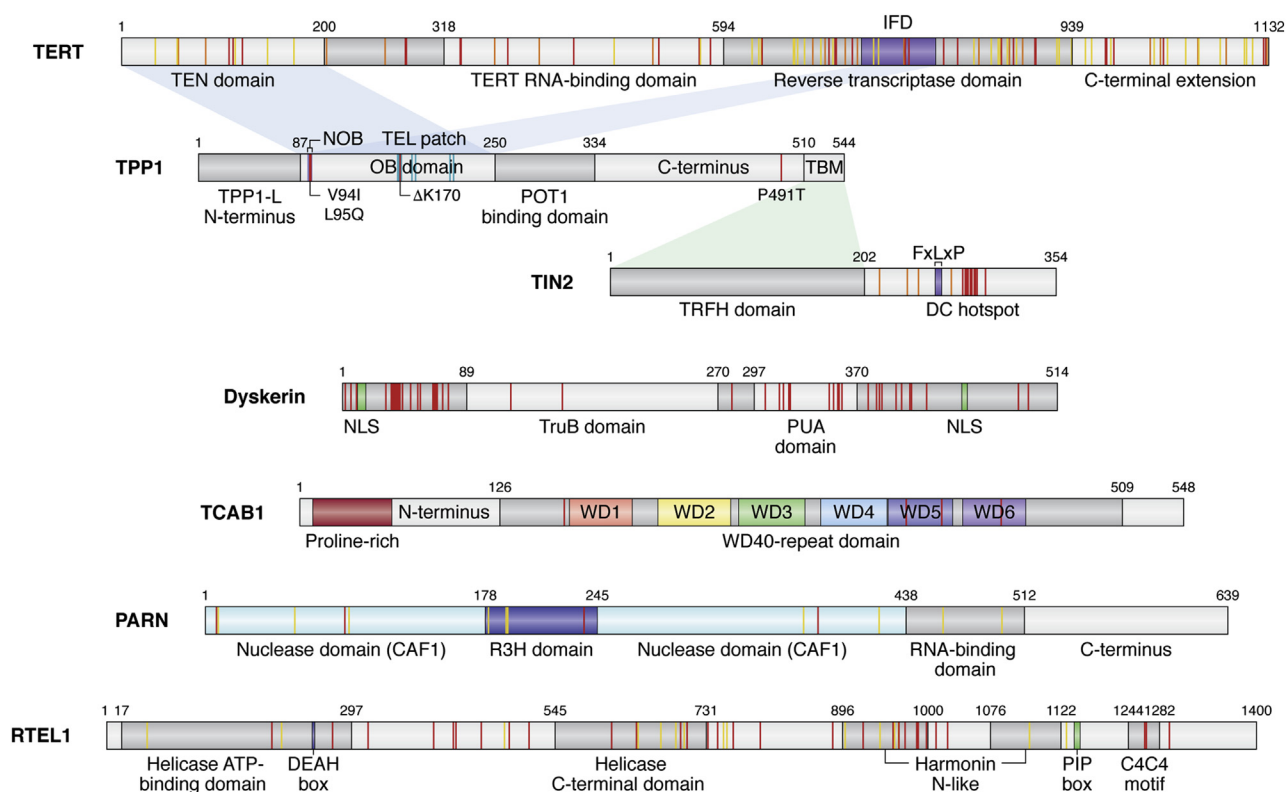 IFD
1 200 318 594 939 1132
TERT
TEN domain TERT RNA-binding domain Reverse transcriptase domain C-terminal extension
NOB TEL patch
1 87 250 334 510 544
TPP1 OB domain C-terminus TBM
TPP1-L V94I ΔK170 POT1 P491T
N-terminus L95Q binding domain
FxLxP
1 202 354
TIN2
TRFH domain DC hotspot
1 89 270 297 370 514
Dyskerin
NLS TruB domain PUA NLS
domain
1 126 509 548
TCAB1 N-terminus WD1 WD2 WD3 WD4 WD5 WD6
Proline-rich WD40-repeat domain
1 178 245 438 512 639
PARN
Nuclease domain (CAF1) R3H domain Nuclease domain (CAF1) RNA-binding C-terminus
domain
1 17 297 545 731 896 1000 1076 1122 1244 1282 1400
RTEL1
Helicase ATP- DEAH Helicase Harmonin PIP C4C4
binding domain box C-terminal domain N-like box motif